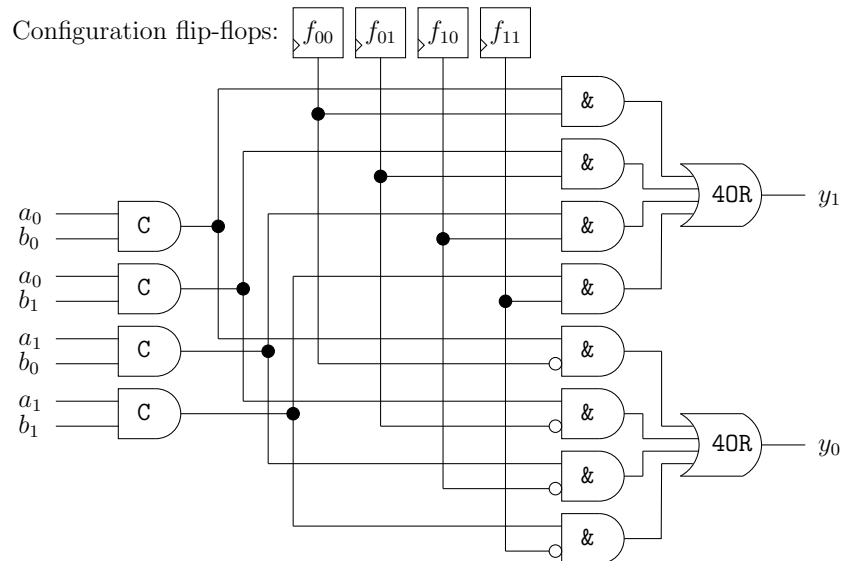 Configuration flip-flops: f₀₀ f₀₁ f₁₀ f₁₁
&
&
4OR y₁
a₀ b₀ C &
a₀ b₁ C &
a₁ b₀ C &
a₁ b₁ C &
4OR y₀
&
&